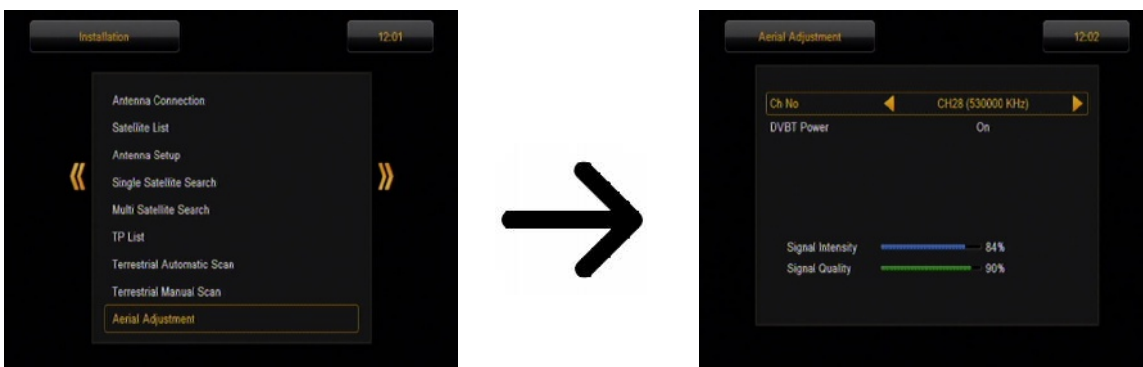 Installation 12:01
Antenna Connection
Satellite List
Antenna Setup
Single Satellite Search
Multi Satellite Search
TP List
Terrestrial Automatic Scan
Terrestrial Manual Scan
Aerial Adjustment
Aerial Adjustment 12:02
Ch No CH28 (530000 KHz)
DVBT Power On
Signal Intensity 84%
Signal Quality 90%